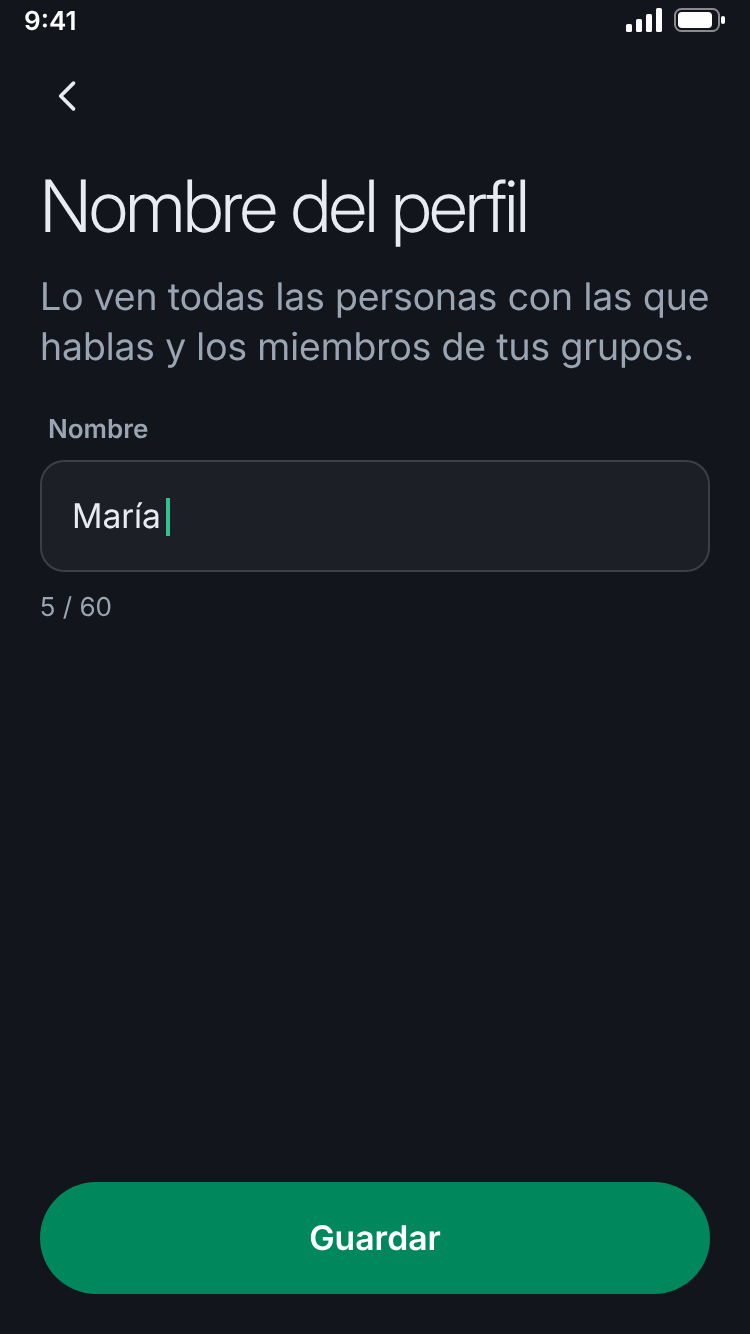 9:41
Nombre del perfil
Lo ven todas las personas con las que
hablas y los miembros de tus grupos.
Nombre
María
5 / 60
Guardar